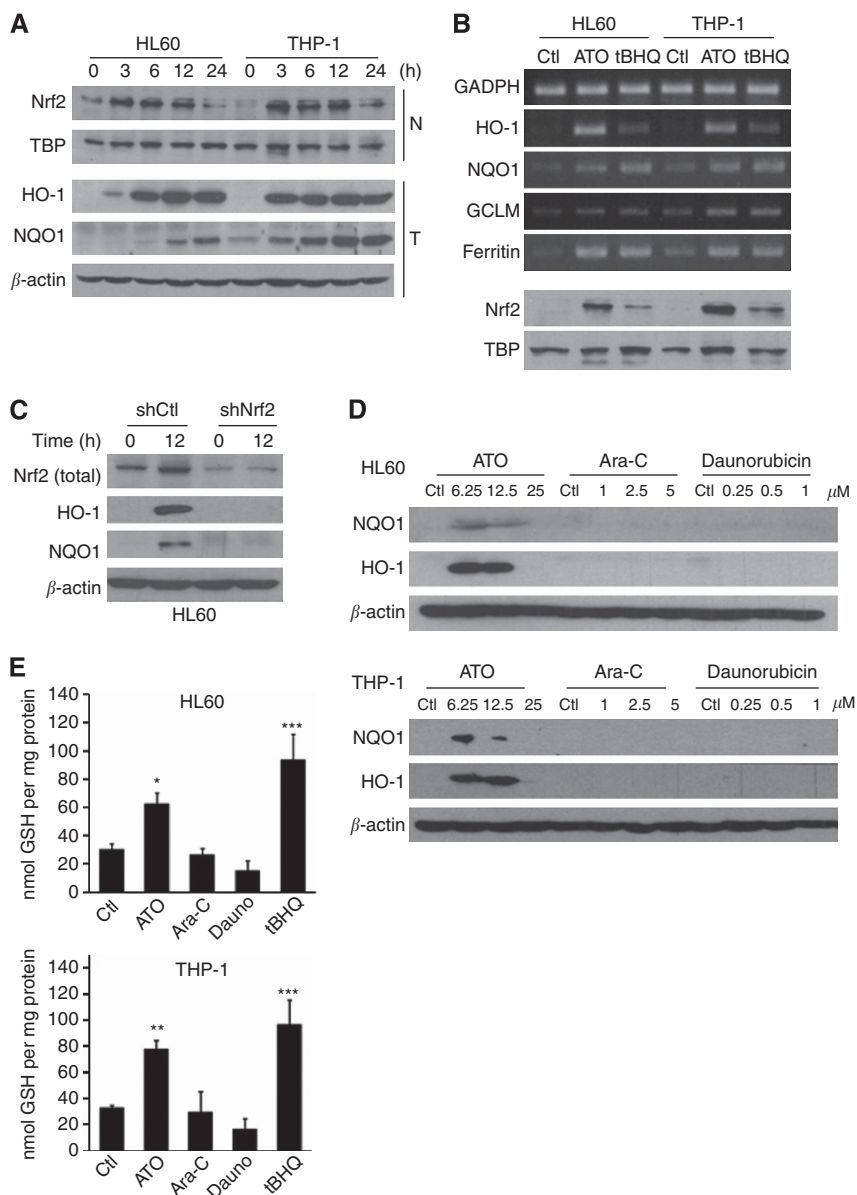 A
HL60 THP-1
0 3 6 12 24 0 3 6 12 24 (h)
Nrf2
TBP
N
HO-1
NQO1
β-actin
T
B
HL60 THP-1
Ctl ATO tBHQ Ctl ATO tBHQ
GADPH
HO-1
NQO1
GCLM
Ferritin
Nrf2
TBP
C
shCtl shNrf2
Time (h) 0 12 0 12
Nrf2 (total)
HO-1
NQO1
β-actin
HL60
D
HL60 ATO Ara-C Daunorubicin
Ctl 6.25 12.5 25 Ctl 1 2.5 5 Ctl 0.25 0.5 1 μM
NQO1
HO-1
β-actin
THP-1 ATO Ara-C Daunorubicin
Ctl 6.25 12.5 25 Ctl 1 2.5 5 Ctl 0.25 0.5 1 μM
NQO1
HO-1
β-actin
E
HL60
nmol GSH per mg protein
140
120
100
80
60
40
20
0
* ***
Ctl ATO Ara-C Dauno tBHQ
THP-1
nmol GSH per mg protein
140
120
100
80
60
40
20
0
** ***
Ctl ATO Ara-C Dauno tBHQ